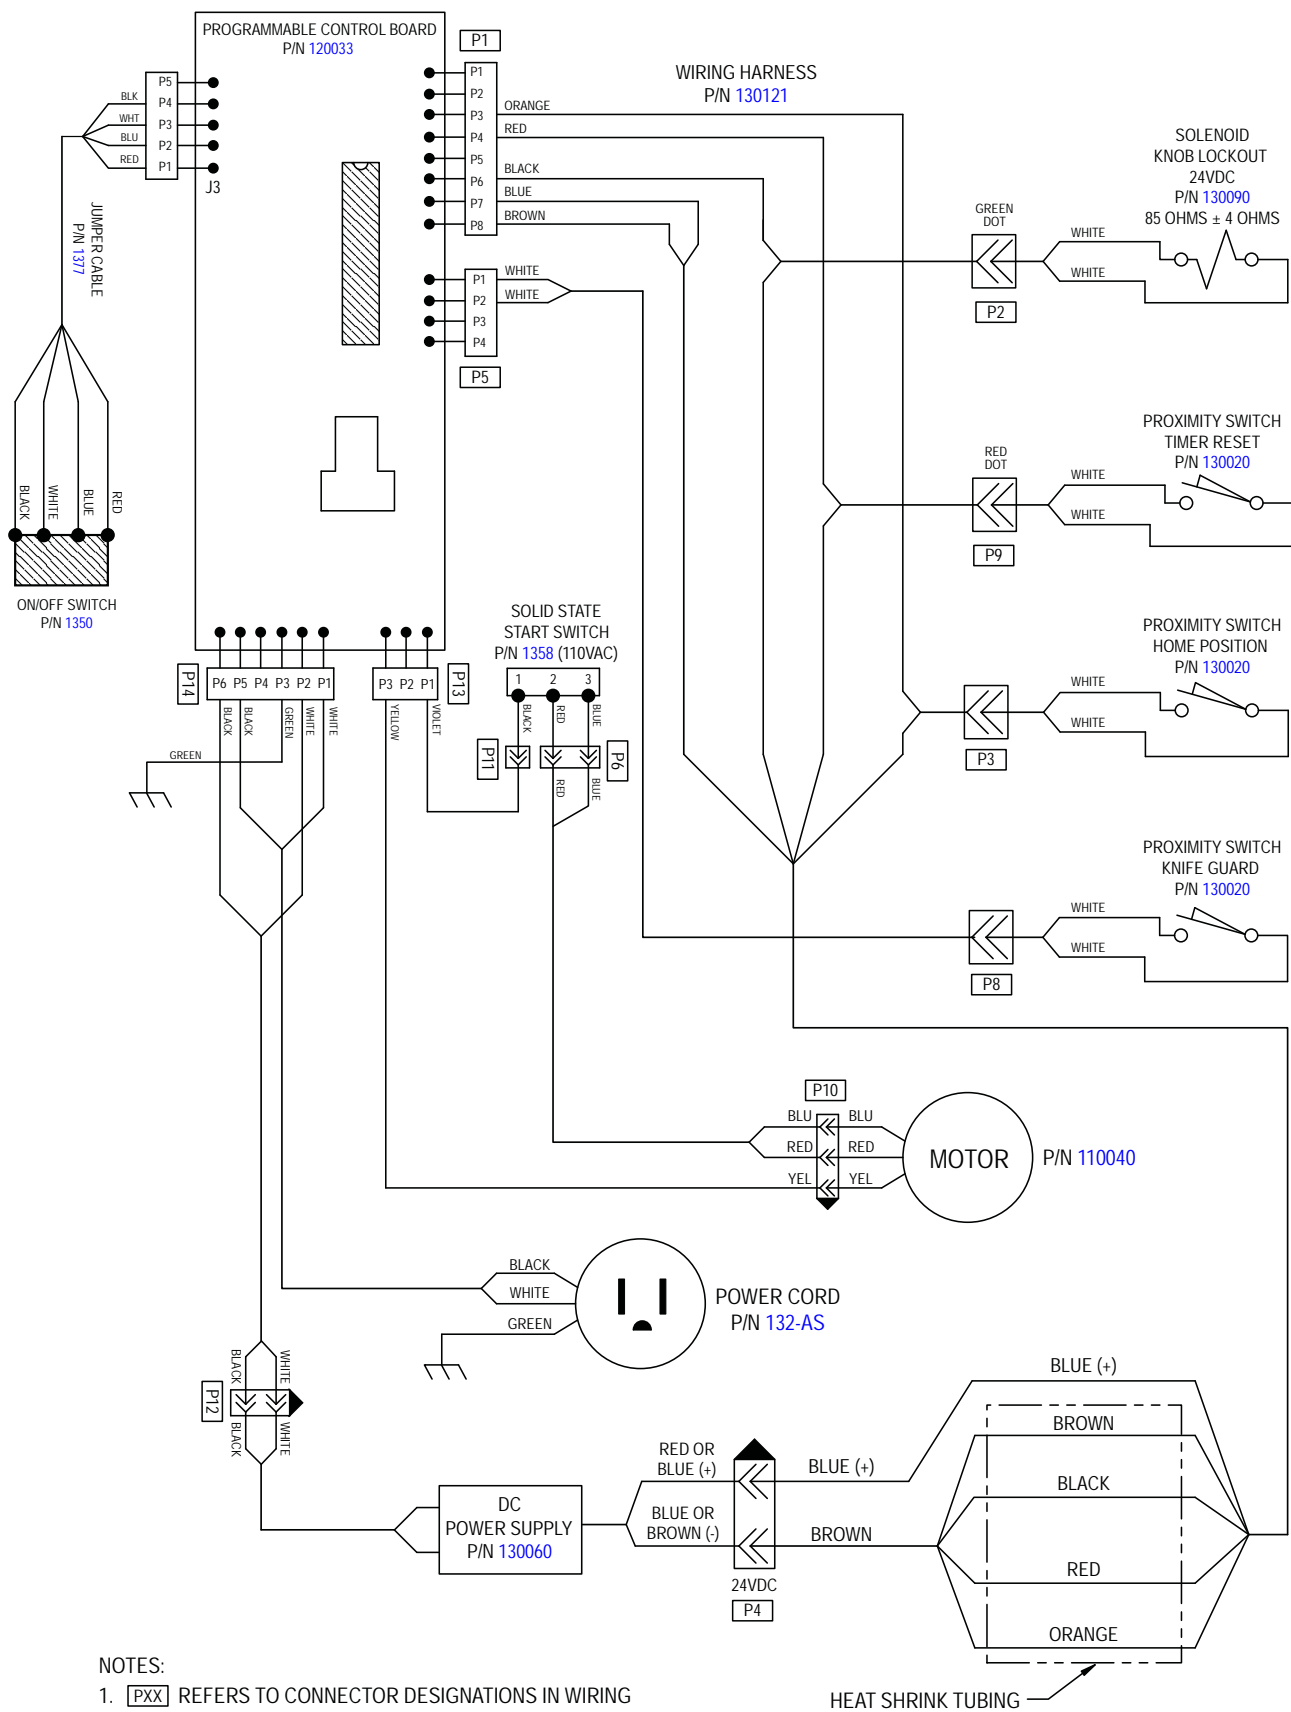 PROGRAMMABLE CONTROL BOARD
P/N 120033
P1
WIRING HARNESS
P/N 130121
P5
P4
P3
P2
P1
BLK
WHT
BLU
RED
J3
JUMPER CABLE
P/N 1377
P1
P2
P3
P4
P5
P6
P7
P8
ORANGE
RED
BLACK
BLUE
BROWN
P1
P2
P3
P4
WHITE
WHITE
P5
SOLENOID
KNOB LOCKOUT
24VDC
P/N 130090
85 OHMS ± 4 OHMS
GREEN
DOT
WHITE
WHITE
P2
PROXIMITY SWITCH
TIMER RESET
P/N 130020
RED
DOT
WHITE
WHITE
P9
BLACK
WHITE
BLUE
RED
ON/OFF SWITCH
P/N 1350
SOLID STATE
START SWITCH
P/N 1358 (110VAC)
1 2 3
BLACK
RED
BLUE
P11
P6
RED
BLUE
P14
P6 P5 P4 P3 P2 P1
BLACK
BLACK
GREEN
WHITE
WHITE
GREEN
P3 P2 P1
P13
YELLOW
VIOLET
PROXIMITY SWITCH
HOME POSITION
P/N 130020
WHITE
WHITE
P3
PROXIMITY SWITCH
KNIFE GUARD
P/N 130020
WHITE
WHITE
P8
P10
BLU BLU
RED RED
YEL YEL
MOTOR
P/N 110040
BLACK
WHITE
GREEN
POWER CORD
P/N 132-AS
BLACK
WHITE
P12
BLACK
WHITE
DC
POWER SUPPLY
P/N 130060
RED OR
BLUE (+)
BLUE OR
BROWN (-)
24VDC
P4
BLUE (+)
BROWN
BLUE (+)
BROWN
BLACK
RED
ORANGE
HEAT SHRINK TUBING
NOTES:
1. PXX REFERS TO CONNECTOR DESIGNATIONS IN WIRING